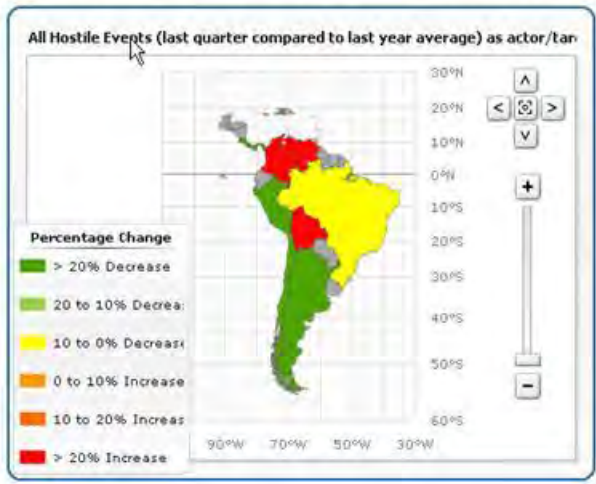 All Hostile Events (last quarter compared to last year average) as actor/tar
30°N
20°N
10°N
0°N
10°S
20°S
30°S
40°S
50°S
60°S
90°W 70°W 50°W 30°W
Percentage Change
> 20% Decrease
20 to 10% Decrea
10 to 0% Decrease
0 to 10% Increase
10 to 20% Increas
> 20% Increase